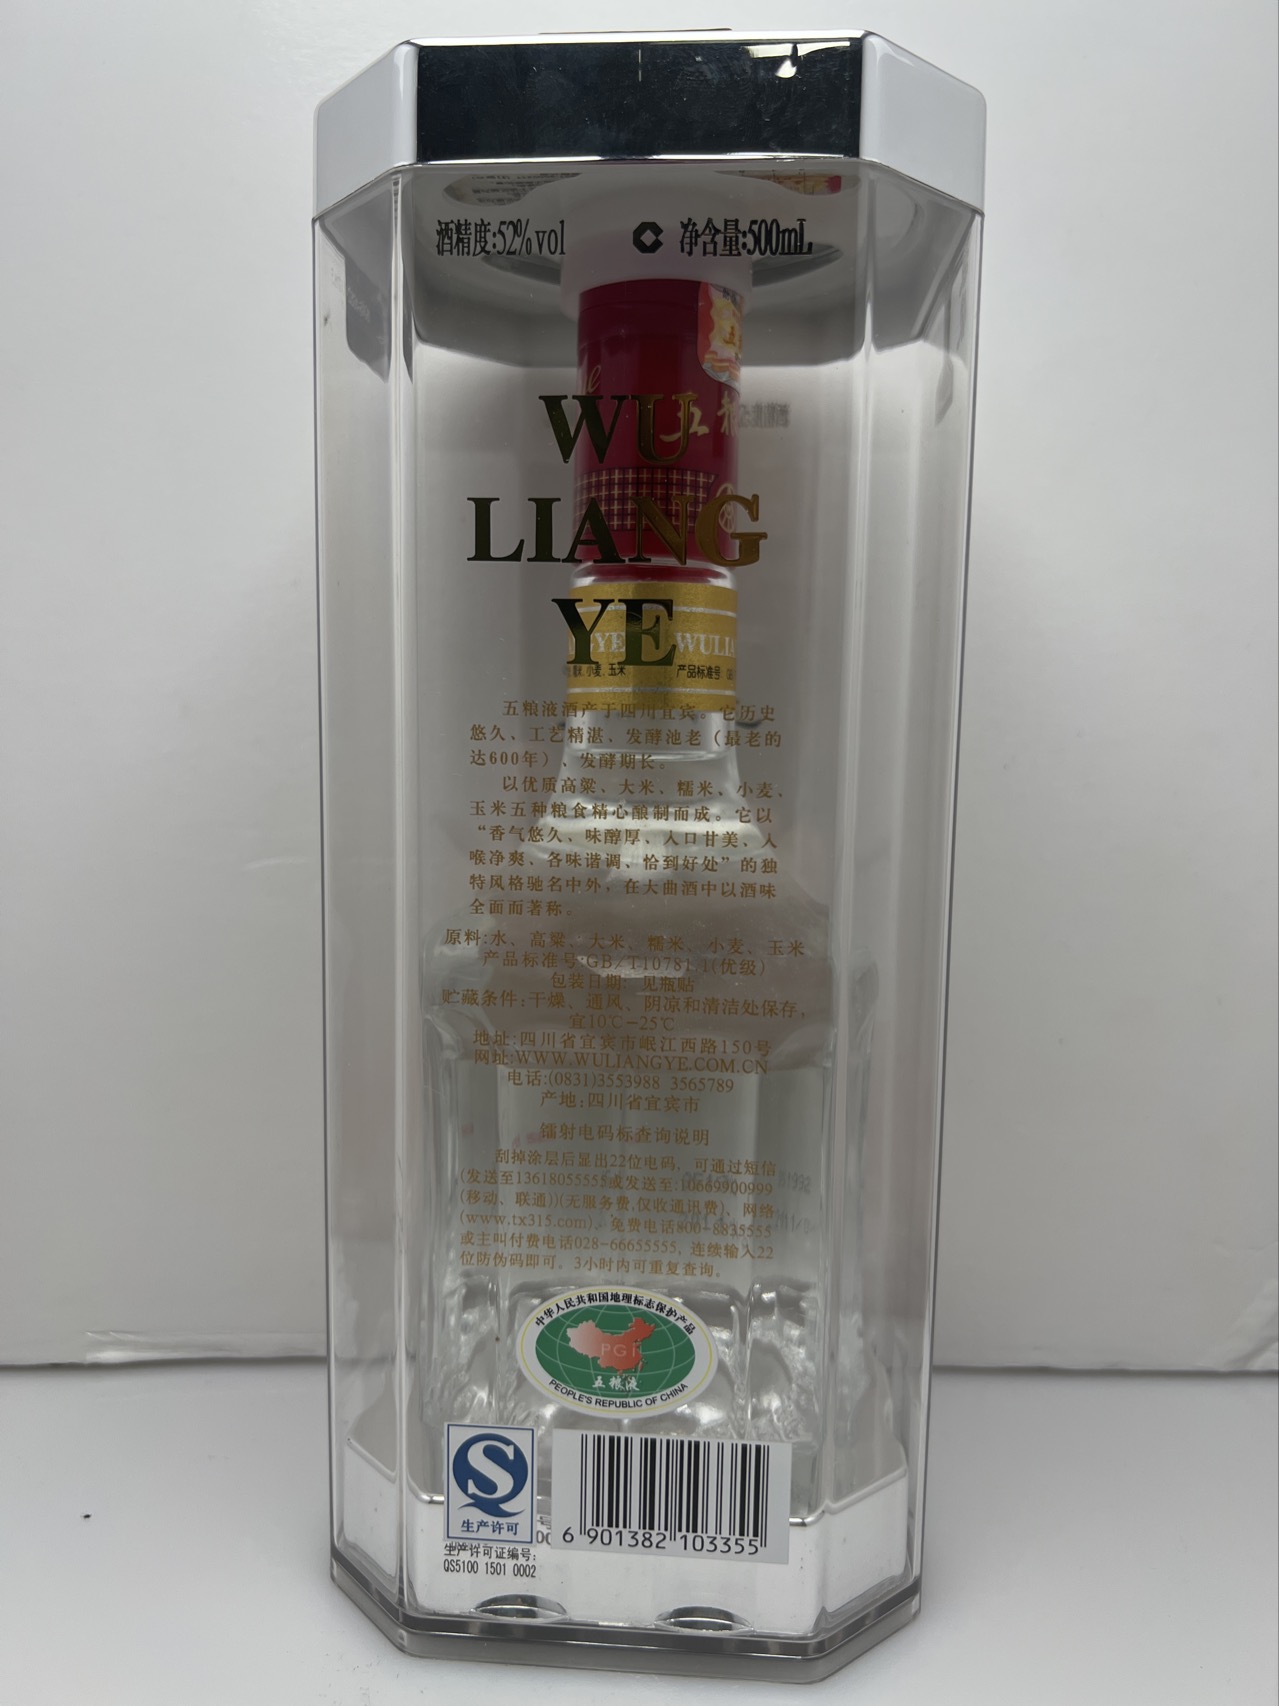 酒精度:52%vol
净含量:500mL
WU
五粮
LIANG
YE
WULIA
小麦、玉米
产品标准号
五粮液酒产于四川宜宾。它历史
悠久、工艺精湛、发酵池老（最老的
达600年）、发酵期长。
以优质高粱、大米、糯米、小麦、
玉米五种粮食精心酿制而成。它以
“香气悠久、味醇厚、入口甘美、入
喉净爽、各味谐调、恰到好处”的独
特风格驰名中外，在大曲酒中以酒味
全面而著称。
原料:水、高粱、大米、糯米、小麦、玉米
产品标准号:GB/T10781.1(优级)
包装日期: 见瓶贴
贮藏条件:干燥、通风、阴凉和清洁处保存，
宜10℃-25℃
地址:四川省宜宾市岷江西路150号
网址:WWW.WULIANGYE.COM.CN
电话:(0831)3553988 3565789
产地:四川省宜宾市
镭射电码标查询说明
刮掉涂层后显出22位电码，可通过短信
(发送至13618055555或发送至:10669900999
(移动、联通))(无服务费,仅收通讯费)、网络
(www.tx315.com)、免费电话800-8835555
或主叫付费电话028-66655555, 连续输入22
位防伪码即可。3小时内可重复查询。
中华人民共和国地理标志保护产品
PGI
五粮液
PEOPLE'S REPUBLIC OF CHINA
S
生产许可
生产许可证编号:
QS5100 1501 0002
6 901382 103355